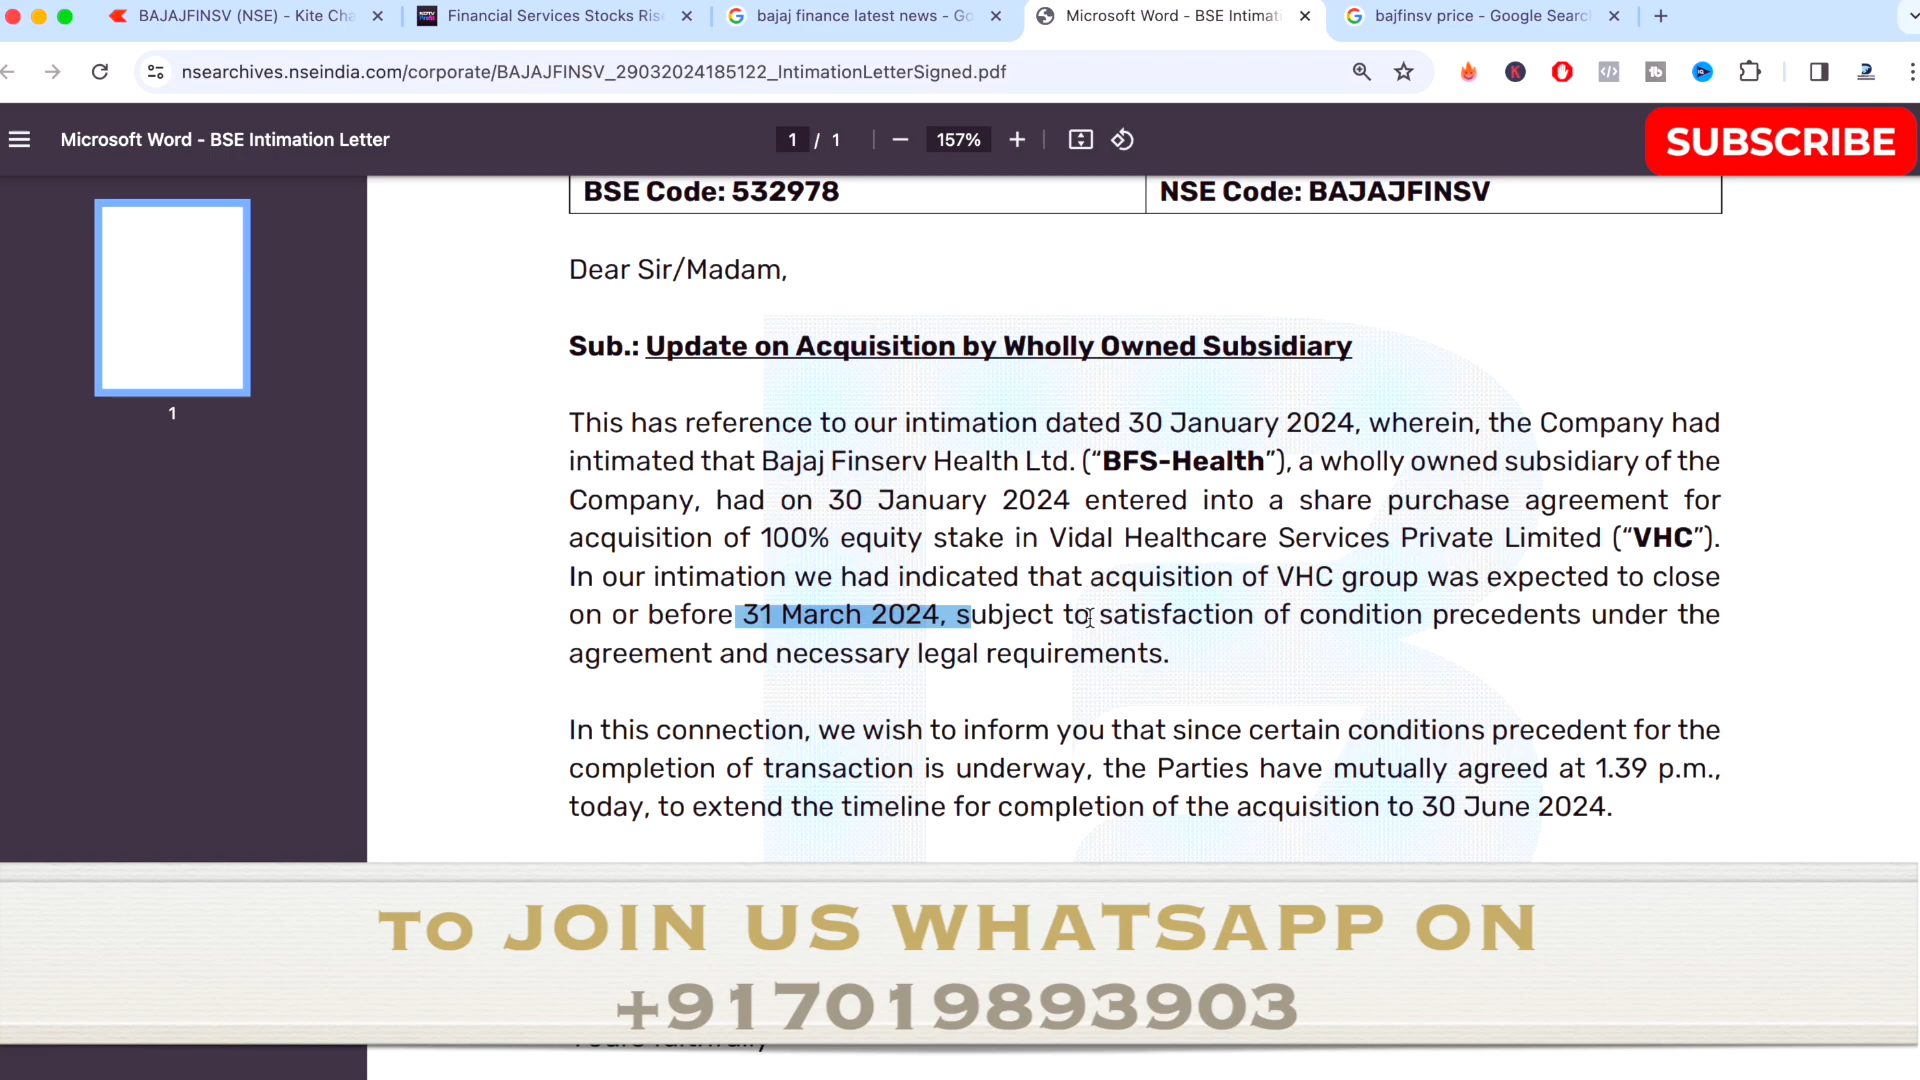 BAJAJFINSV (NSE) - Kite Cha
Financial Services Stocks Ris
bajaj finance latest news - Go
Microsoft Word - BSE Intimati
bajfinsv price - Google Searc
nsearchives.nseindia.com/corporate/BAJAJFINSV_29032024185122_IntimationLetterSigned.pdf
Microsoft Word - BSE Intimation Letter
1 / 1
157%
SUBSCRIBE
BSE Code: 532978
NSE Code: BAJAJFINSV
Dear Sir/Madam,
Sub.: Update on Acquisition by Wholly Owned Subsidiary
1
This has reference to our intimation dated 30 January 2024, wherein, the Company had
intimated that Bajaj Finserv Health Ltd. (“BFS-Health”), a wholly owned subsidiary of the
Company, had on 30 January 2024 entered into a share purchase agreement for
acquisition of 100% equity stake in Vidal Healthcare Services Private Limited (“VHC”).
In our intimation we had indicated that acquisition of VHC group was expected to close
on or before 31 March 2024, subject to satisfaction of condition precedents under the
agreement and necessary legal requirements.
In this connection, we wish to inform you that since certain conditions precedent for the
completion of transaction is underway, the Parties have mutually agreed at 1.39 p.m.,
today, to extend the timeline for completion of the acquisition to 30 June 2024.
To JOIN US WHATSAPP ON
+917019893903